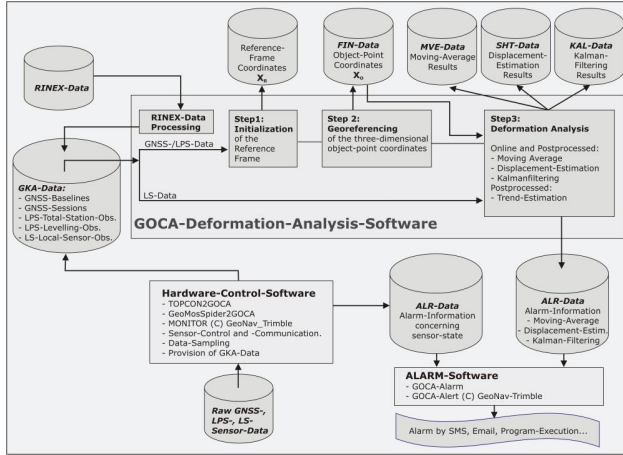 Reference-
Frame
Coordinates
XR
FIN-Data
Object-Point
Coordinates
Xo
MVE-Data
Moving-Average
Results
SHT-Data
Displacement-
Estimation
Results
KAL-Data
Kalman-
Filtering
Results
RINEX-Data
RINEX-Data
Processing
Step1:
Initialization
of the
Reference
Frame
Step 2:
Georeferencing
of the three-dimensional
object-point coordinates
Step3:
Deformation Analysis
Online and Postprocessed:
- Moving Average
- Displacement-Estimation
- Kalmanfiltering
Postprocessed:
- Trend-Estimation
GNSS-/LPS-Data
LS-Data
GKA-Data:
- GNSS-Baselines
- GNSS-Sessions
- LPS-Total-Station-Obs.
- LPS-Levelling-Obs.
- LS-Local-Sensor-Obs.
GOCA-Deformation-Analysis-Software
Hardware-Control-Software
- TOPCON2GOCA
- GeoMosSpider2GOCA
- MONITOR (C) GeoNav_Trimble
- Sensor-Control and -Communication.
- Data-Sampling
- Provision of GKA-Data
ALR-Data
Alarm-Information
concerning
sensor-state
ALR-Data
Alarm-Information
- Moving-Average
- Displacement-Estim.
- Kalman-Filtering
Raw GNSS-,
LPS-, LS-
Sensor-Data
ALARM-Software
- GOCA-Alarm
- GOCA-Alert (C) GeoNav-Trimble
Alarm by SMS, Email, Program-Execution...